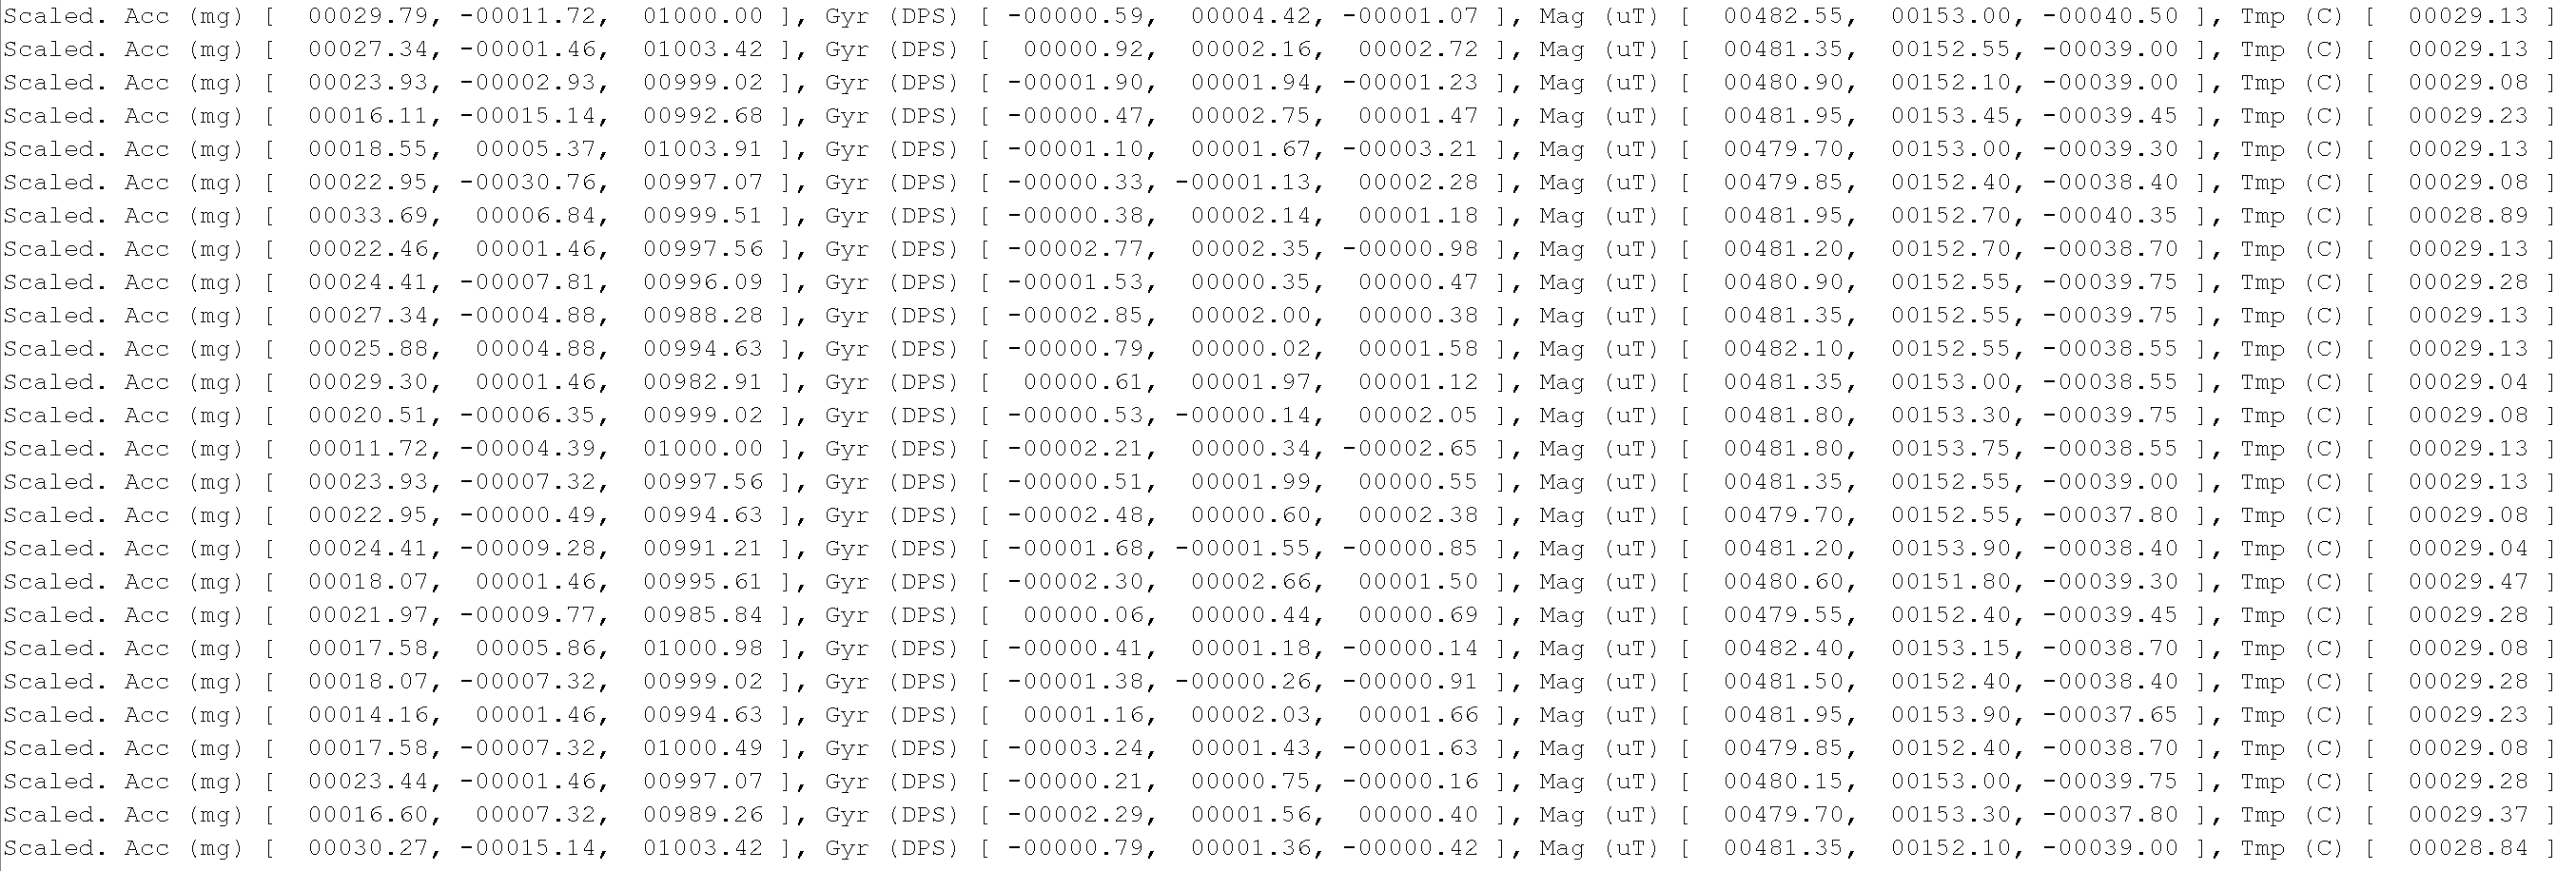 Scaled. Acc (mg) [  00029.79, -00011.72,  01000.00 ], Gyr (DPS) [ -00000.59,  00004.42, -00001.07 ], Mag (uT) [  00482.55,  00153.00, -00040.50 ], Tmp (C) [  00029.13 ]
Scaled. Acc (mg) [  00027.34, -00001.46,  01003.42 ], Gyr (DPS) [  00000.92,  00002.16,  00002.72 ], Mag (uT) [  00481.35,  00152.55, -00039.00 ], Tmp (C) [  00029.13 ]
Scaled. Acc (mg) [  00023.93, -00002.93,  00999.02 ], Gyr (DPS) [ -00001.90,  00001.94, -00001.23 ], Mag (uT) [  00480.90,  00152.10, -00039.00 ], Tmp (C) [  00029.08 ]
Scaled. Acc (mg) [  00016.11, -00015.14,  00992.68 ], Gyr (DPS) [ -00000.47,  00002.75,  00001.47 ], Mag (uT) [  00481.95,  00153.45, -00039.45 ], Tmp (C) [  00029.23 ]
Scaled. Acc (mg) [  00018.55,  00005.37,  01003.91 ], Gyr (DPS) [ -00001.10,  00001.67, -00003.21 ], Mag (uT) [  00479.70,  00153.00, -00039.30 ], Tmp (C) [  00029.13 ]
Scaled. Acc (mg) [  00022.95, -00030.76,  00997.07 ], Gyr (DPS) [ -00000.33, -00001.13,  00002.28 ], Mag (uT) [  00479.85,  00152.40, -00038.40 ], Tmp (C) [  00029.08 ]
Scaled. Acc (mg) [  00033.69,  00006.84,  00999.51 ], Gyr (DPS) [ -00000.38,  00002.14,  00001.18 ], Mag (uT) [  00481.95,  00152.70, -00040.35 ], Tmp (C) [  00028.89 ]
Scaled. Acc (mg) [  00022.46,  00001.46,  00997.56 ], Gyr (DPS) [ -00002.77,  00002.35, -00000.98 ], Mag (uT) [  00481.20,  00152.70, -00038.70 ], Tmp (C) [  00029.13 ]
Scaled. Acc (mg) [  00024.41, -00007.81,  00996.09 ], Gyr (DPS) [ -00001.53,  00000.35,  00000.47 ], Mag (uT) [  00480.90,  00152.55, -00039.75 ], Tmp (C) [  00029.28 ]
Scaled. Acc (mg) [  00027.34, -00004.88,  00988.28 ], Gyr (DPS) [ -00002.85,  00002.00,  00000.38 ], Mag (uT) [  00481.35,  00152.55, -00039.75 ], Tmp (C) [  00029.13 ]
Scaled. Acc (mg) [  00025.88,  00004.88,  00994.63 ], Gyr (DPS) [ -00000.79,  00000.02,  00001.58 ], Mag (uT) [  00482.10,  00152.55, -00038.55 ], Tmp (C) [  00029.13 ]
Scaled. Acc (mg) [  00029.30,  00001.46,  00982.91 ], Gyr (DPS) [  00000.61,  00001.97,  00001.12 ], Mag (uT) [  00481.35,  00153.00, -00038.55 ], Tmp (C) [  00029.04 ]
Scaled. Acc (mg) [  00020.51, -00006.35,  00999.02 ], Gyr (DPS) [ -00000.53, -00000.14,  00002.05 ], Mag (uT) [  00481.80,  00153.30, -00039.75 ], Tmp (C) [  00029.08 ]
Scaled. Acc (mg) [  00011.72, -00004.39,  01000.00 ], Gyr (DPS) [ -00002.21,  00000.34, -00002.65 ], Mag (uT) [  00481.80,  00153.75, -00038.55 ], Tmp (C) [  00029.13 ]
Scaled. Acc (mg) [  00023.93, -00007.32,  00997.56 ], Gyr (DPS) [ -00000.51,  00001.99,  00000.55 ], Mag (uT) [  00481.35,  00152.55, -00039.00 ], Tmp (C) [  00029.13 ]
Scaled. Acc (mg) [  00022.95, -00000.49,  00994.63 ], Gyr (DPS) [ -00002.48,  00000.60,  00002.38 ], Mag (uT) [  00479.70,  00152.55, -00037.80 ], Tmp (C) [  00029.08 ]
Scaled. Acc (mg) [  00024.41, -00009.28,  00991.21 ], Gyr (DPS) [ -00001.68, -00001.55, -00000.85 ], Mag (uT) [  00481.20,  00153.90, -00038.40 ], Tmp (C) [  00029.04 ]
Scaled. Acc (mg) [  00018.07,  00001.46,  00995.61 ], Gyr (DPS) [ -00002.30,  00002.66,  00001.50 ], Mag (uT) [  00480.60,  00151.80, -00039.30 ], Tmp (C) [  00029.47 ]
Scaled. Acc (mg) [  00021.97, -00009.77,  00985.84 ], Gyr (DPS) [  00000.06,  00000.44,  00000.69 ], Mag (uT) [  00479.55,  00152.40, -00039.45 ], Tmp (C) [  00029.28 ]
Scaled. Acc (mg) [  00017.58,  00005.86,  01000.98 ], Gyr (DPS) [ -00000.41,  00001.18, -00000.14 ], Mag (uT) [  00482.40,  00153.15, -00038.70 ], Tmp (C) [  00029.08 ]
Scaled. Acc (mg) [  00018.07, -00007.32,  00999.02 ], Gyr (DPS) [ -00001.38, -00000.26, -00000.91 ], Mag (uT) [  00481.50,  00152.40, -00038.40 ], Tmp (C) [  00029.28 ]
Scaled. Acc (mg) [  00014.16,  00001.46,  00994.63 ], Gyr (DPS) [  00001.16,  00002.03,  00001.66 ], Mag (uT) [  00481.95,  00153.90, -00037.65 ], Tmp (C) [  00029.23 ]
Scaled. Acc (mg) [  00017.58, -00007.32,  01000.49 ], Gyr (DPS) [ -00003.24,  00001.43, -00001.63 ], Mag (uT) [  00479.85,  00152.40, -00038.70 ], Tmp (C) [  00029.08 ]
Scaled. Acc (mg) [  00023.44, -00001.46,  00997.07 ], Gyr (DPS) [ -00000.21,  00000.75, -00000.16 ], Mag (uT) [  00480.15,  00153.00, -00039.75 ], Tmp (C) [  00029.28 ]
Scaled. Acc (mg) [  00016.60,  00007.32,  00989.26 ], Gyr (DPS) [ -00002.29,  00001.56,  00000.40 ], Mag (uT) [  00479.70,  00153.30, -00037.80 ], Tmp (C) [  00029.37 ]
Scaled. Acc (mg) [  00030.27, -00015.14,  01003.42 ], Gyr (DPS) [ -00000.79,  00001.36, -00000.42 ], Mag (uT) [  00481.35,  00152.10, -00039.00 ], Tmp (C) [  00028.84 ]